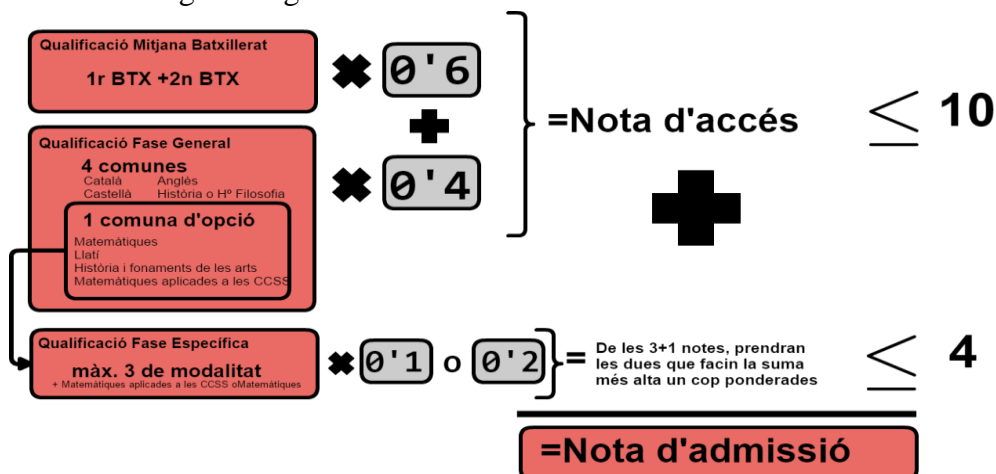 Qualificació Mitjana Batxillerat
1r BTX +2n BTX
0'6
=Nota d'accés
≤ 10
Qualificació Fase General
4 comunes
Català Anglès
Castellà Història o Hº Filosofia
0'4
1 comuna d'opció
Matemàtiques
Llatí
Història i fonaments de les arts
Matemàtiques aplicades a les CCSS
Qualificació Fase Específica
màx. 3 de modalitat
+ Matemàtiques aplicades a les CCSS oMatemàtiques
0'1 o 0'2
=
De les 3+1 notes, prendran
les dues que facin la suma
més alta un cop ponderades
≤ 4
=Nota d'admissió